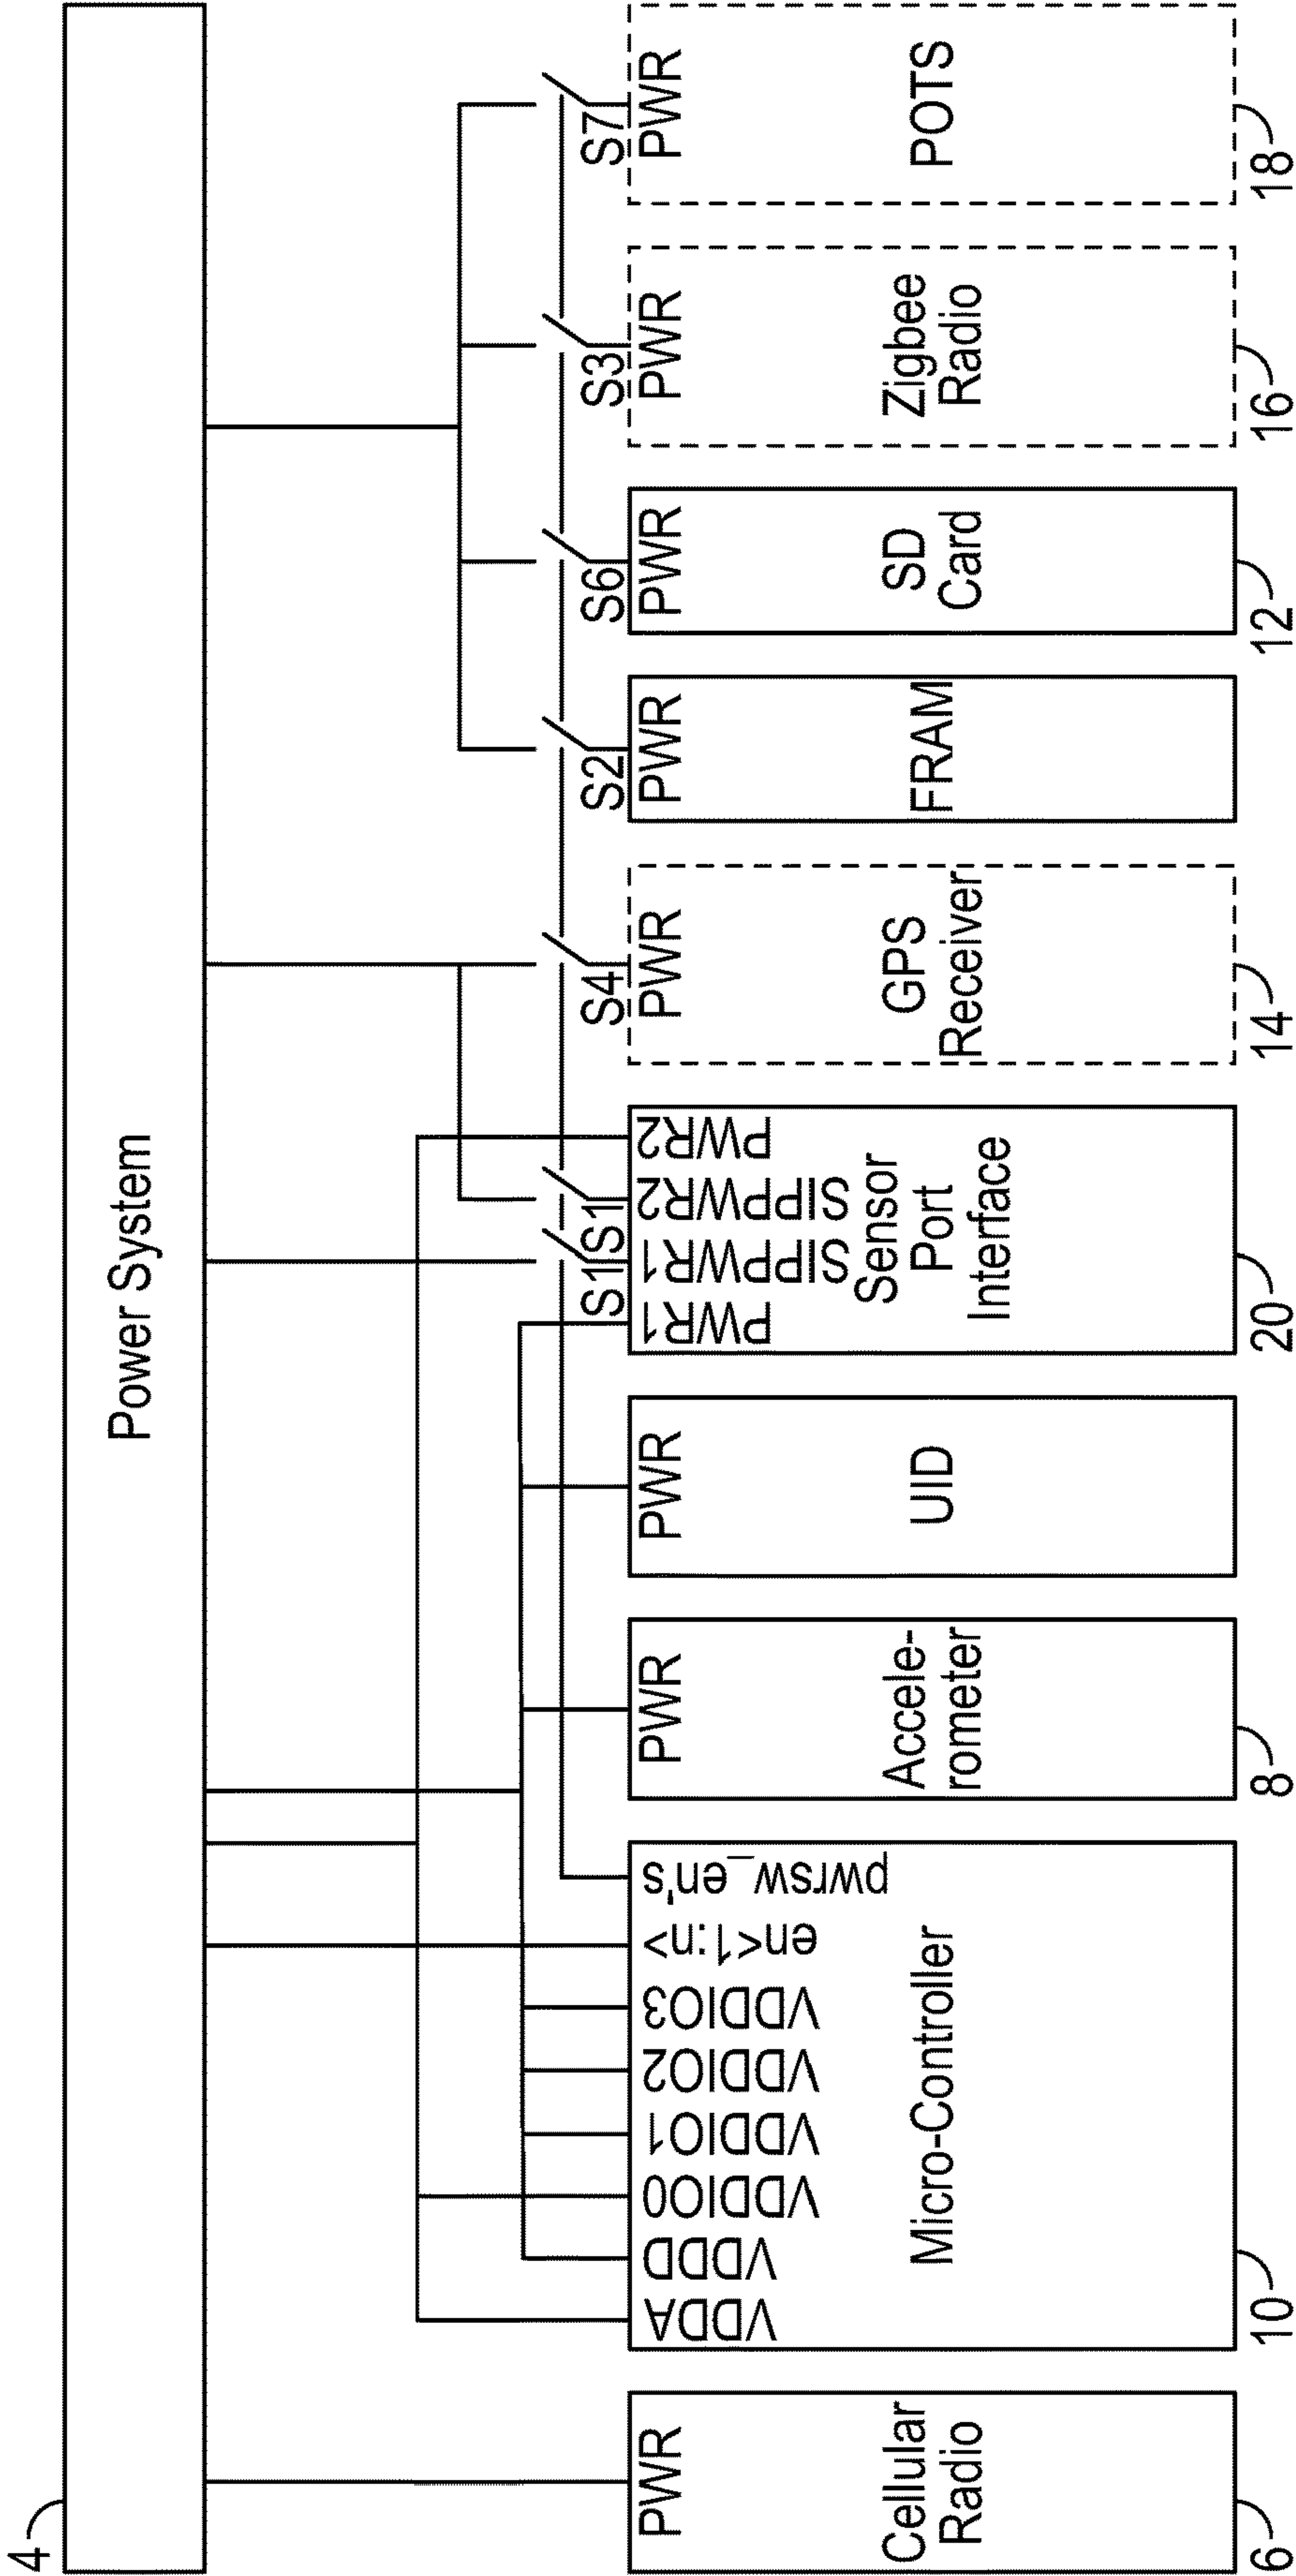 4
Power System
PWR
Cellular
Radio
6
VDDA
VDDD
VDDIO0
VDDIO1
VDDIO2
VDDIO3
en<1:n>
pwrsw_en's
Micro-Controller
10
PWR
Accele-
rometer
8
PWR
UID
S1
S1
PWR1
SIPPWR1
SIPPWR2
PWR2
Sensor
Port
Interface
20
S4
PWR
GPS
Receiver
14
S2
PWR
FRAM
S6
PWR
SD
Card
12
S3
PWR
Zigbee
Radio
16
S7
PWR
POTS
18